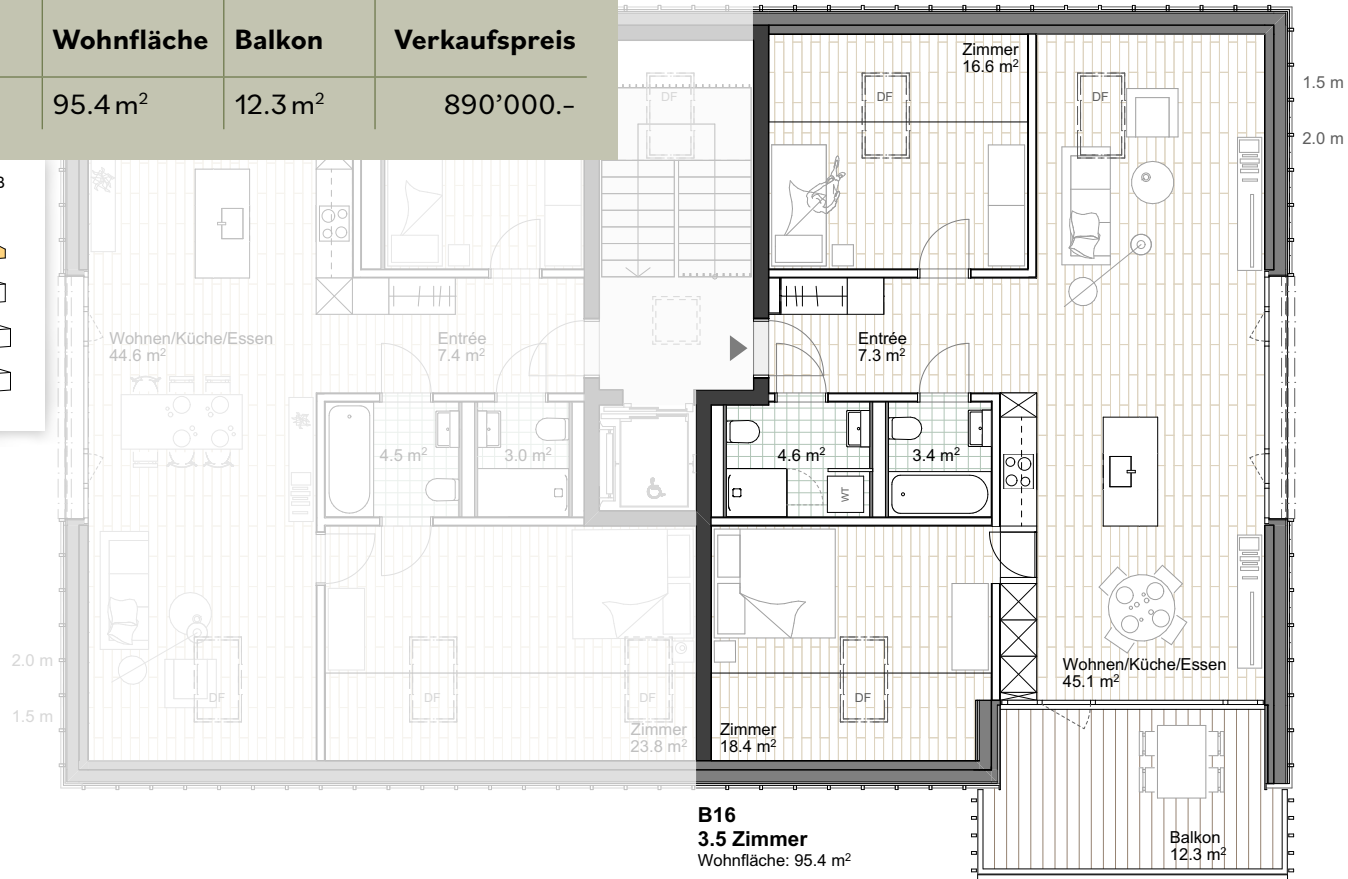 Wohnfläche Balkon Verkaufspreis
95.4 m² 12.3 m² 890’000.–
Zimmer
16.6 m²
DF
DF
DF
1.5 m
2.0 m
Wohnen/Küche/Essen
44.6 m²
Entrée
7.4 m²
Entrée
7.3 m²
4.5 m²
3.0 m²
4.6 m²
3.4 m²
WT
2.0 m
1.5 m
DF
DF
DF
DF
Zimmer
23.8 m²
Zimmer
18.4 m²
Wohnen/Küche/Essen
45.1 m²
B16
3.5 Zimmer
Wohnfläche: 95.4 m²
Balkon
12.3 m²